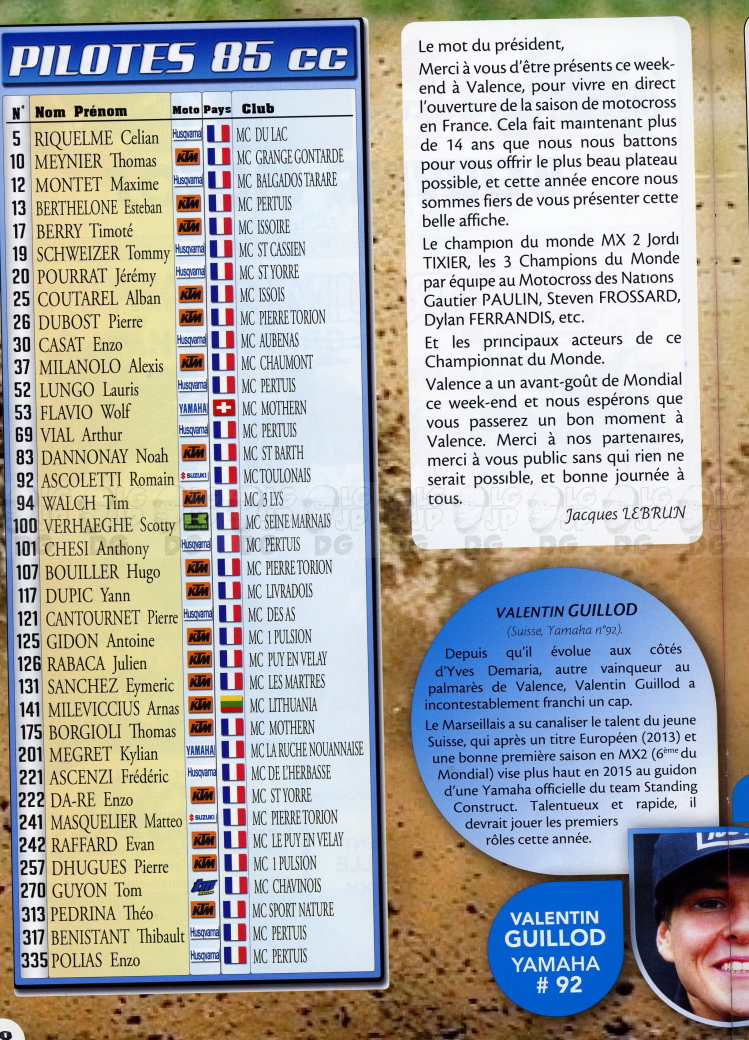 PILOTES 85 cc
N° Nom Prénom Moto Pays Club
5 RIQUELME Celian Husqvarna MC DU LAC
10 MEYNIER Thomas KTM MC GRANGE GONTARDE
12 MONTET Maxime Husqvarna MC BALGADOS TARARE
13 BERTHELONE Esteban KTM MC PERTUIS
17 BERRY Timoté KTM MC ISSOIRE
19 SCHWEIZER Tommy Husqvarna MC ST CASSIEN
20 POURRAT Jérémy Husqvarna MC ST YORRE
25 COUTAREL Alban KTM MC ISSOIS
26 DUBOST Pierre KTM MC PIERRE TORION
30 CASAT Enzo Husqvarna MC AUBENAS
37 MILANOLO Alexis KTM MC CHAUMONT
52 LUNGO Lauris Husqvarna MC PERTUIS
53 FLAVIO Wolf YAMAHA MC MOTHERN
69 VIAL Arthur Husqvarna MC PERTUIS
83 DANNONAY Noah KTM MC ST BARTH
92 ASCOLETTI Romain SUZUKI MC TOULONAIS
94 WALCH Tim KTM MC 3 LYS
100 VERHAEGHE Scotty Kawasaki MC SEINE MARNAIS
101 CHESI Anthony Husqvarna MC PERTUIS
107 BOUILLER Hugo KTM MC PIERRE TORION
117 DUPIC Yann KTM MC LIVRADOIS
121 CANTOURNET Pierre Husqvarna MC DES AS
125 GIDON Antoine KTM MC 1 PULSION
126 RABACA Julien KTM MC PUY EN VELAY
131 SANCHEZ Eymeric KTM MC LES MARTRES
141 MILEVICCIUS Arnas KTM MC LITHUANIA
175 BORGIOLI Thomas KTM MC MOTHERN
201 MEGRET Kylian YAMAHA MC LA RUCHE NOUANNAISE
221 ASCENZI Frédéric Husqvarna MC DE L'HERBASSE
222 DA-RE Enzo KTM MC ST YORRE
241 MASQUELIER Matteo SUZUKI MC PIERRE TORION
242 RAFFARD Evan KTM MC LE PUY EN VELAY
257 DHUGUES Pierre KTM MC 1 PULSION
270 GUYON Tom TM MC CHAVINOIS
313 PEDRINA Théo KTM MC SPORT NATURE
317 BENISTANT Thibault Husqvarna MC PERTUIS
335 POLIAS Enzo Husqvarna MC PERTUIS
Le mot du président,
Merci à vous d'être présents ce week-
end à Valence, pour vivre en direct
l'ouverture de la saison de motocross
en France. Cela fait maintenant plus
de 14 ans que nous nous battons
pour vous offrir le plus beau plateau
possible, et cette année encore nous
sommes fiers de vous présenter cette
belle affiche.
Le champion du monde MX 2 Jordi
TIXIER, les 3 Champions du Monde
par équipe au Motocross des Nations
Gautier PAULIN, Steven FROSSARD,
Dylan FERRANDIS, etc.
Et les principaux acteurs de ce
Championnat du Monde.
Valence a un avant-goût de Mondial
ce week-end et nous espérons que
vous passerez un bon moment à
Valence. Merci à nos partenaires,
merci à vous public sans qui rien ne
serait possible, et bonne journée à
tous.
Jacques LEBRUN
LG JP DG
VALENTIN GUILLOD
(Suisse, Yamaha n°92).
Depuis qu'il évolue aux côtés
d'Yves Demaria, autre vainqueur au
palmarès de Valence, Valentin Guillod a
incontestablement franchi un cap.
Le Marseillais a su canaliser le talent du jeune
Suisse, qui après un titre Européen (2013) et
une bonne première saison en MX2 (6ème du
Mondial) vise plus haut en 2015 au guidon
d'une Yamaha officielle du team Standing
Construct. Talentueux et rapide, il
devrait jouer les premiers
rôles cette année.
VALENTIN
GUILLOD
YAMAHA
# 92